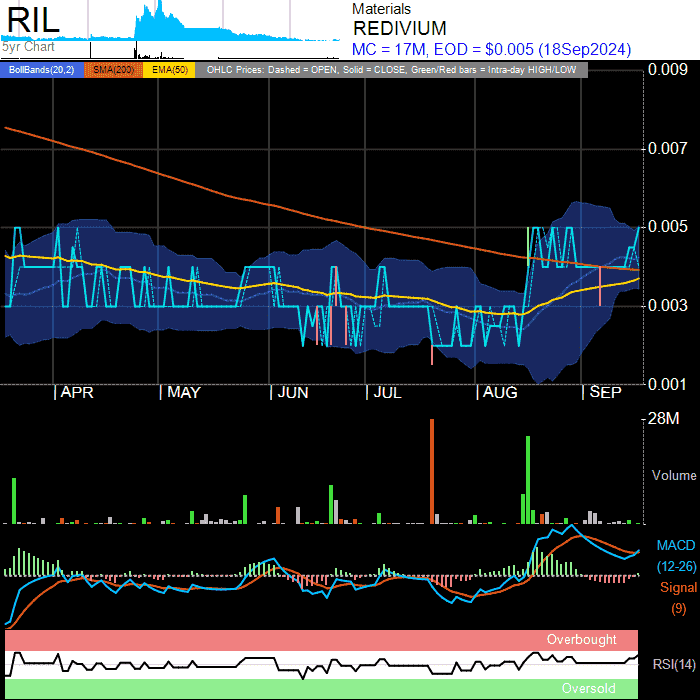 RIL
5yr Chart
Materials
REDIVIUM
MC = 17M, EOD = $0.005 (18Sep2024)
BollBands(20,2) SMA(200) EMA(50) OHLC Prices: Dashed = OPEN, Solid = CLOSE, Green/Red bars = Intra-day HIGH/LOW
0.009
0.007
0.005
0.003
0.001
APR MAY JUN JUL AUG SEP
28M
Volume
MACD
(12-26)
Signal
(9)
Overbought
RSI(14)
Oversold